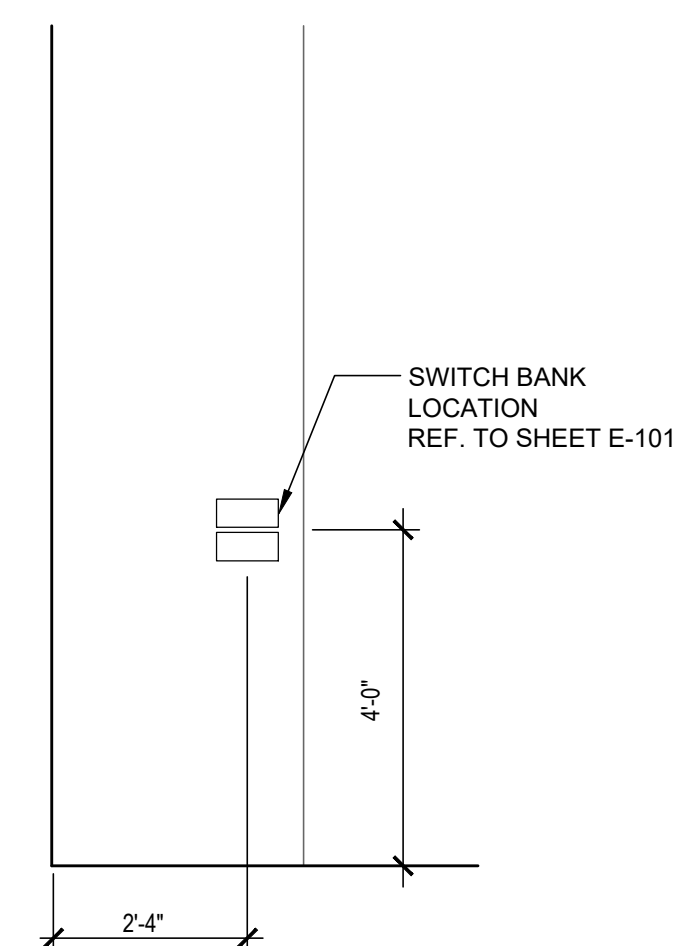 SWITCH BANK
LOCATION
REF. TO SHEET E-101
4'-0"
2'-4"